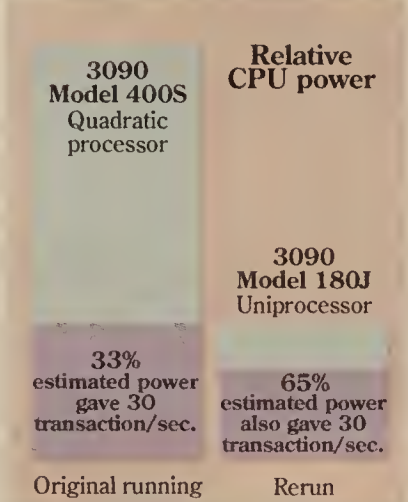 Relative
CPU power
3090
Model 400S
Quadratic
processor
3090
Model 180J
Uniprocessor
33%
estimated power
gave 30
transaction/sec.
65%
estimated power
also gave 30
transaction/sec.
Original running
Rerun